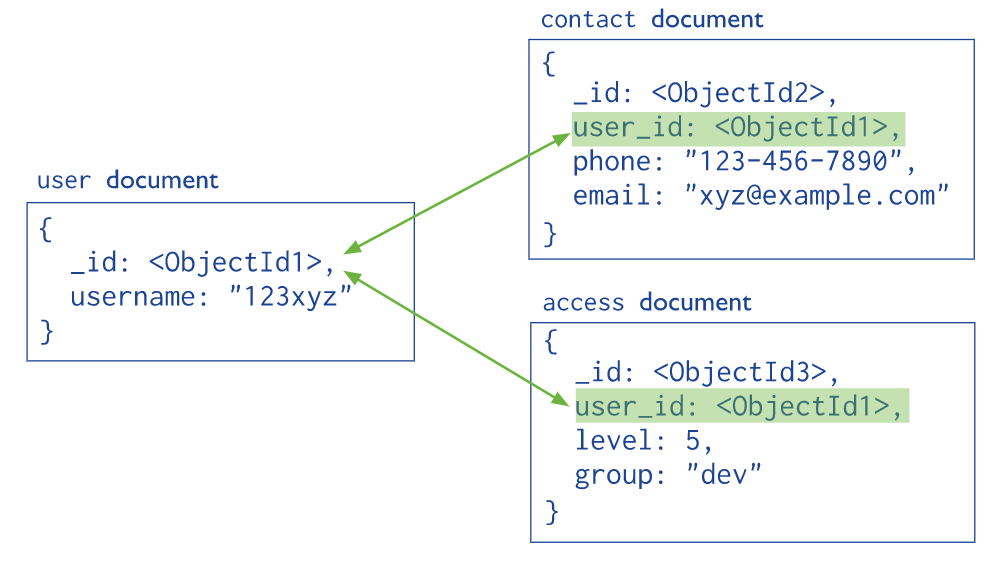 contact document
{
_id: <ObjectId2>,
user_id: <ObjectId1>,
phone: "123-456-7890",
email: "xyz@example.com"
}
user document
{
_id: <ObjectId1>,
username: "123xyz"
}
access document
{
_id: <ObjectId3>,
user_id: <ObjectId1>,
level: 5,
group: "dev"
}